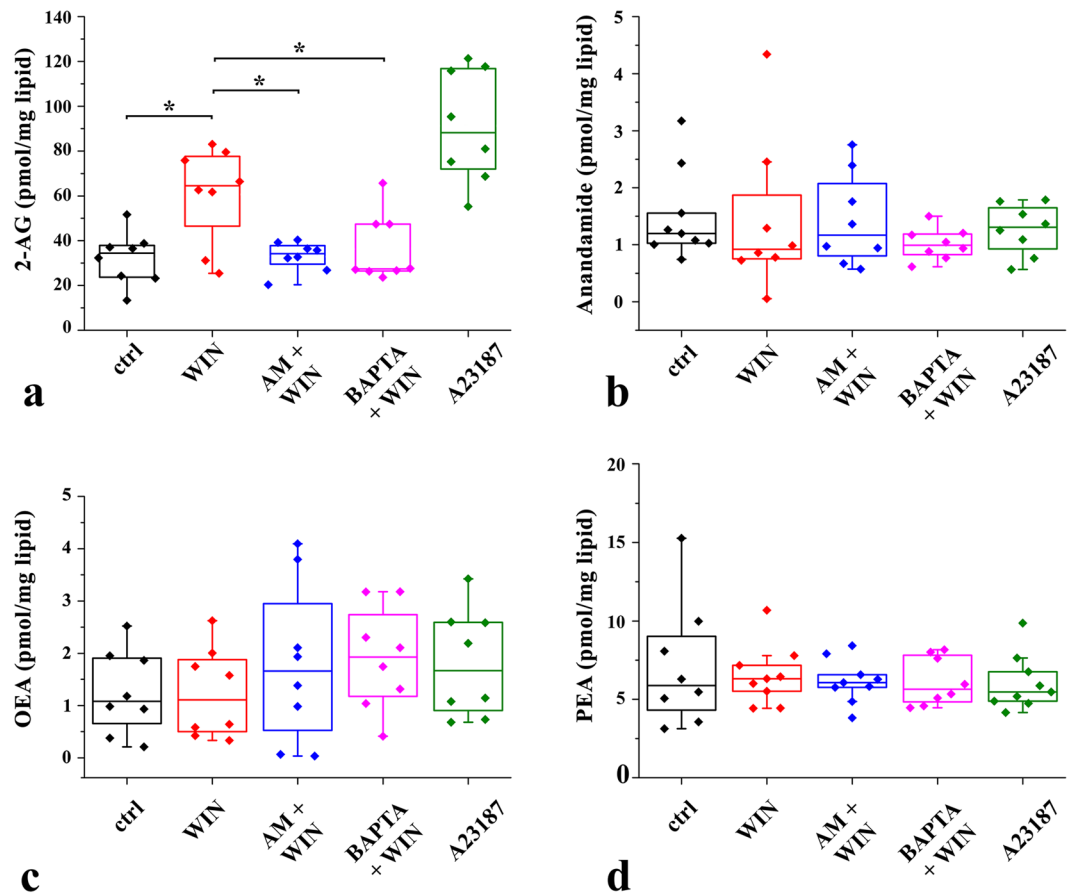 2-AG (pmol/mg lipid)
140
120
100
80
60
40
20
0
*
*
*
ctrl
WIN
AM +
WIN
BAPTA
+ WIN
A23187
a
Anandamide (pmol/mg lipid)
5
4
3
2
1
0
ctrl
WIN
AM +
WIN
BAPTA
+ WIN
A23187
b
OEA (pmol/mg lipid)
5
4
3
2
1
0
ctrl
WIN
AM +
WIN
BAPTA
+ WIN
A23187
c
PEA (pmol/mg lipid)
20
15
10
5
0
ctrl
WIN
AM +
WIN
BAPTA
+ WIN
A23187
d